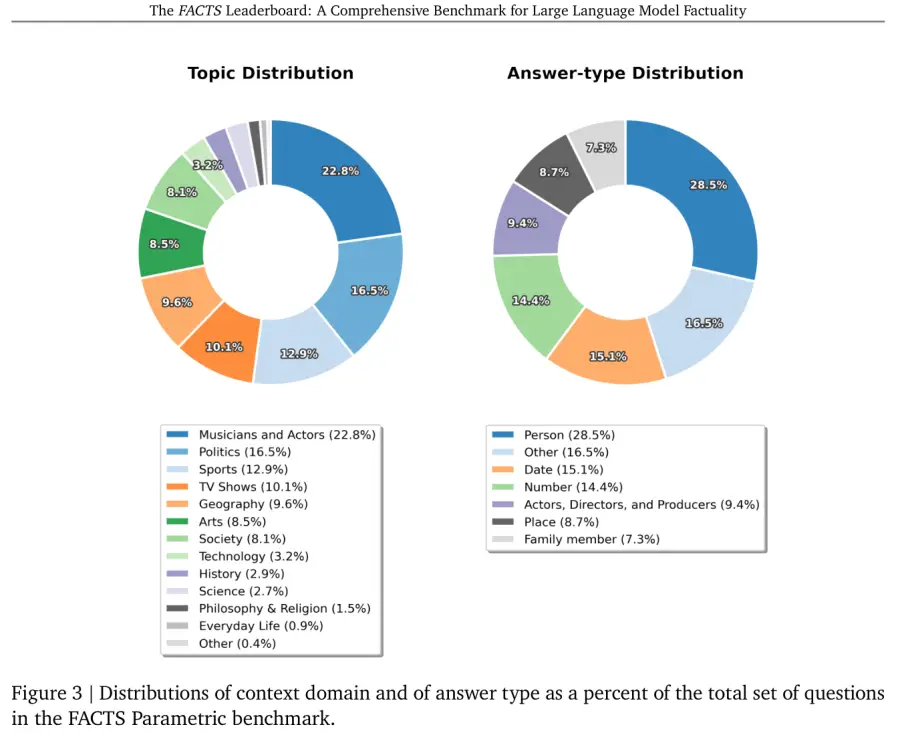 The FACTS Leaderboard: A Comprehensive Benchmark for Large Language Model Factuality
Topic Distribution
22.8%
16.5%
12.9%
10.1%
9.6%
8.5%
8.1%
3.2%
Musicians and Actors (22.8%)
Politics (16.5%)
Sports (12.9%)
TV Shows (10.1%)
Geography (9.6%)
Arts (8.5%)
Society (8.1%)
Technology (3.2%)
History (2.9%)
Science (2.7%)
Philosophy & Religion (1.5%)
Everyday Life (0.9%)
Other (0.4%)
Answer-type Distribution
28.5%
16.5%
15.1%
14.4%
9.4%
8.7%
7.3%
Person (28.5%)
Other (16.5%)
Date (15.1%)
Number (14.4%)
Actors, Directors, and Producers (9.4%)
Place (8.7%)
Family member (7.3%)
Figure 3 | Distributions of context domain and of answer type as a percent of the total set of questions
in the FACTS Parametric benchmark.